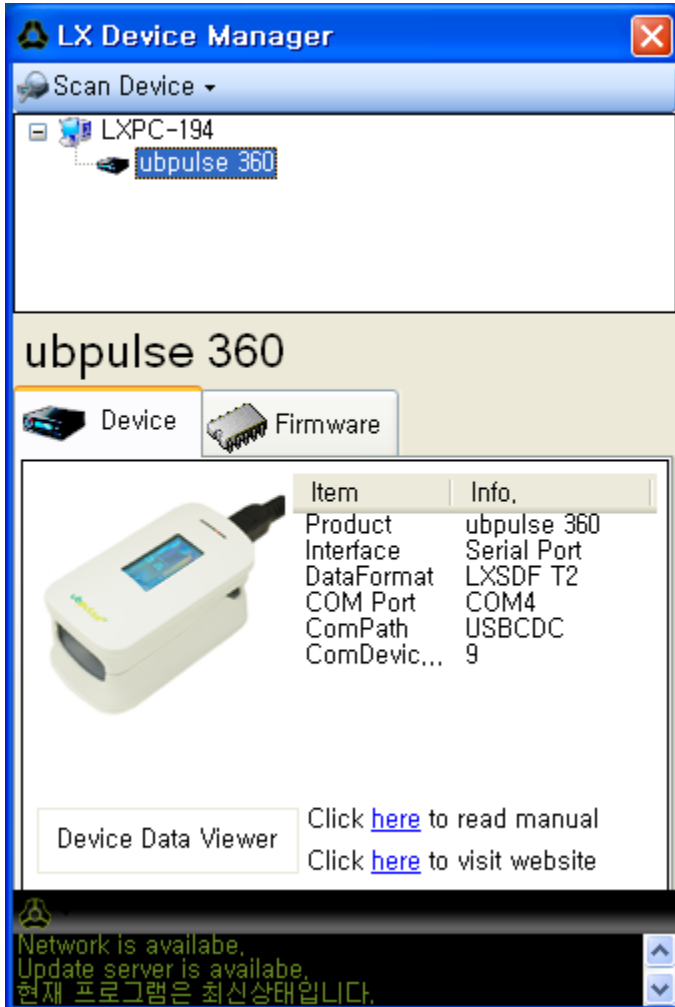 LX Device Manager
Scan Device
LXPC-194
ubpulse 360
ubpulse 360
Device
Firmware
Item Info.
Product ubpulse 360
Interface Serial Port
DataFormat LXSDF T2
COM Port COM4
ComPath USBCDC
ComDevic... 9
ubpulse
Device Data Viewer
Click here to read manual
Click here to visit website
Network is availabe,
Update server is availabe,
현재 프로그램은 최신상태입니다.